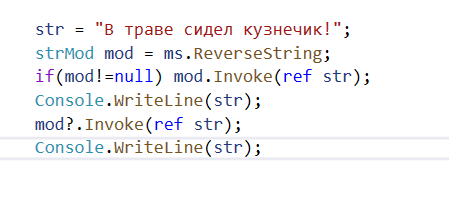 str = "В траве сидел кузнечик!";
strMod mod = ms.ReverseString;
if(mod!=null) mod.Invoke(ref str);
Console.WriteLine(str);
mod?.Invoke(ref str);
Console.WriteLine(str);